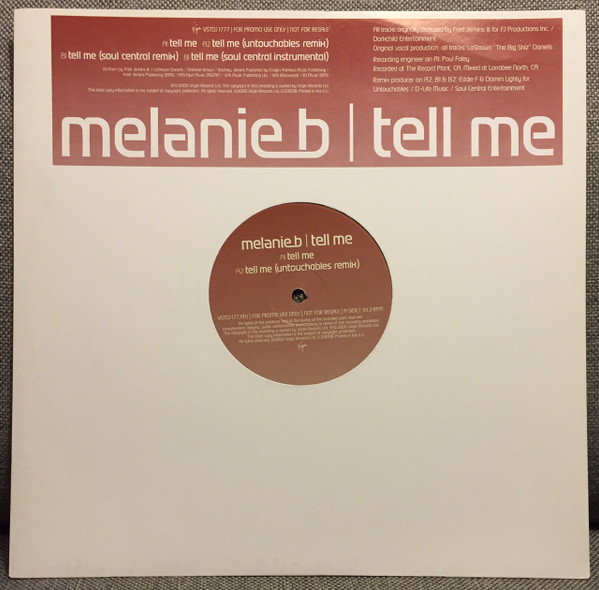 Virgin VSTDJ 1777 | FOR PROMO USE ONLY | NOT FOR RESALE
A1 tell me A2 tell me (untouchables remix)
B1 tell me (soul central remix) B2 tell me (soul central instrumental)
All tracks originally produced by Fred Jerkins III for FJ Productions Inc. /
Darkchild Entertainment
Original vocal production: all tracks: LaShawn "The Big Shiz" Daniels
Recording engineer on A1: Paul Foley
Recorded at The Record Plant, CA. Mixed at Larrabee North, CA
Remix producer on A2, B1 & B2: Eddie F & Darren Lighty for
Untouchables / D-Life Music / Soul Central Entertainment
melanie b | tell me
melanie b | tell me
A1 tell me
A2 tell me (untouchables remix)
| FOR PROMO USE ONLY | NOT FOR RESALE | A SIDE | 33.3 RPM
Virgin